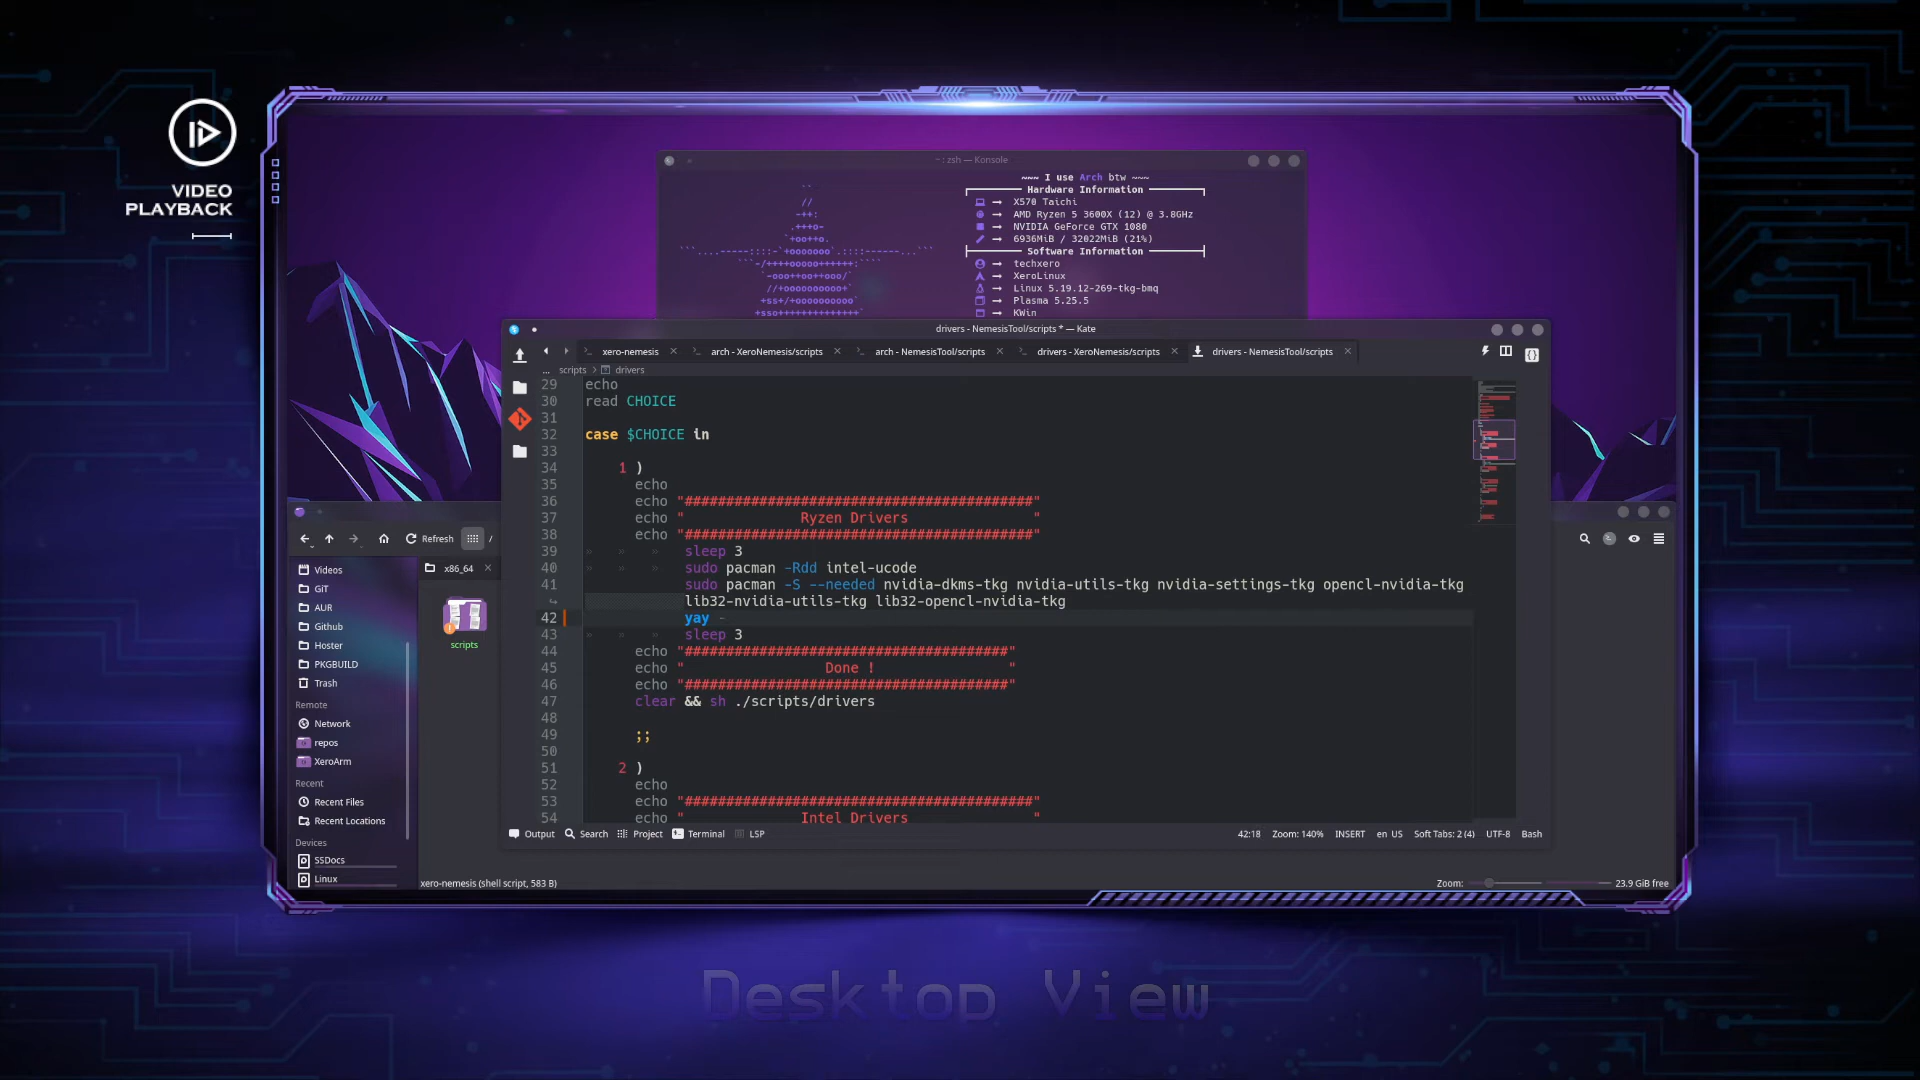 VIDEO
PLAYBACK
~ : zsh — Konsole
~~~ I use Arch btw ~~~
Hardware Information
X570 Taichi
AMD Ryzen 5 3600X (12) @ 3.8GHz
NVIDIA GeForce GTX 1080
6936MiB / 32022MiB (21%)
Software Information
techxero
XeroLinux
Linux 5.19.12-269-tkg-bmq
Plasma 5.25.5
KWin
drivers - NemesisTool/scripts * — Kate
xero-nemesis
arch - XeroNemesis/scripts
arch - NemesisTool/scripts
drivers - XeroNemesis/scripts
drivers - NemesisTool/scripts
... scripts > drivers
29 echo
30 read CHOICE
31
32 case $CHOICE in
33
34 1 )
35 echo
36 echo "##########################################"
37 echo " Ryzen Drivers "
38 echo "##########################################"
39 sleep 3
40 sudo pacman -Rdd intel-ucode
41 sudo pacman -S --needed nvidia-dkms-tkg nvidia-utils-tkg nvidia-settings-tkg opencl-nvidia-tkg
lib32-nvidia-utils-tkg lib32-opencl-nvidia-tkg
42 yay -
43 sleep 3
44 echo "#######################################"
45 echo " Done ! "
46 echo "#######################################"
47 clear && sh ./scripts/drivers
48
49 ;;
50
51 2 )
52 echo
53 echo "##########################################"
54 echo " Intel Drivers "
Output
Search
Project
Terminal
LSP
42:18
Zoom: 140%
INSERT
en US
Soft Tabs: 2 (4)
UTF-8
Bash
Refresh
/
Videos
GiT
AUR
Github
Hoster
PKGBUILD
Trash
Remote
Network
repos
XeroArm
Recent
Recent Files
Recent Locations
Devices
SSDocs
Linux
x86_64
scripts
xero-nemesis (shell script, 583 B)
Zoom:
23.9 GiB free
Desktop View